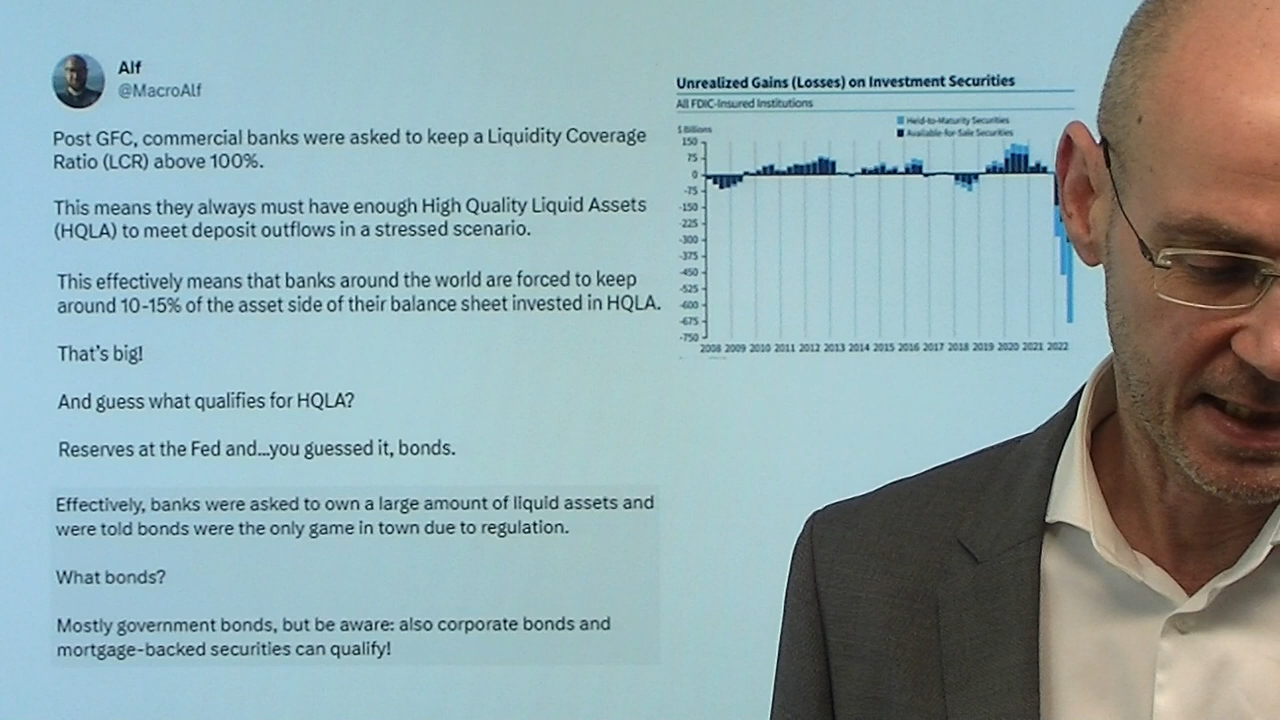 Alf
@MacroAlf
Post GFC, commercial banks were asked to keep a Liquidity Coverage
Ratio (LCR) above 100%.
This means they always must have enough High Quality Liquid Assets
(HQLA) to meet deposit outflows in a stressed scenario.
This effectively means that banks around the world are forced to keep
around 10-15% of the asset side of their balance sheet invested in HQLA.
That's big!
And guess what qualifies for HQLA?
Reserves at the Fed and...you guessed it, bonds.
Effectively, banks were asked to own a large amount of liquid assets and
were told bonds were the only game in town due to regulation.
What bonds?
Mostly government bonds, but be aware: also corporate bonds and
mortgage-backed securities can qualify!
Unrealized Gains (Losses) on Investment Securities
All FDIC-Insured Institutions
$ Billions
Held-to-Maturity Securities
Available-for-Sale Securities
150
75
0
-75
-150
-225
-300
-375
-450
-525
-600
-675
-750
2008 2009 2010 2011 2012 2013 2014 2015 2016 2017 2018 2019 2020 2021 2022